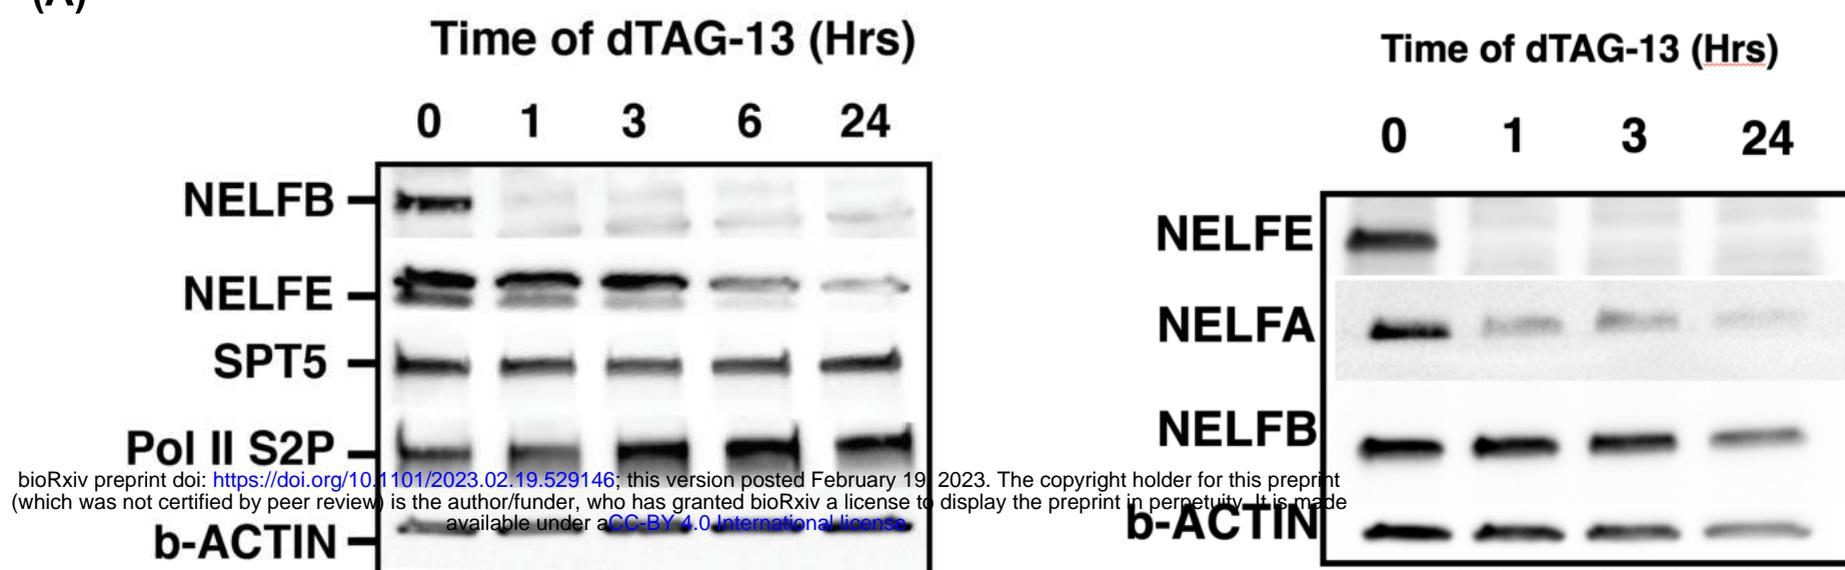 (A)
Time of dTAG-13 (Hrs)
0 1 3 6 24
NELFB
NELFE
SPT5
Pol II S2P
b-ACTIN
Time of dTAG-13 (Hrs)
0 1 3 24
NELFE
NELFA
NELFB
b-ACTIN
bioRxiv preprint doi: https://doi.org/10.1101/2023.02.19.529146; this version posted February 19, 2023. The copyright holder for this preprint
(which was not certified by peer review) is the author/funder, who has granted bioRxiv a license to display the preprint in perpetuity. It is made
available under aCC-BY 4.0 International license.